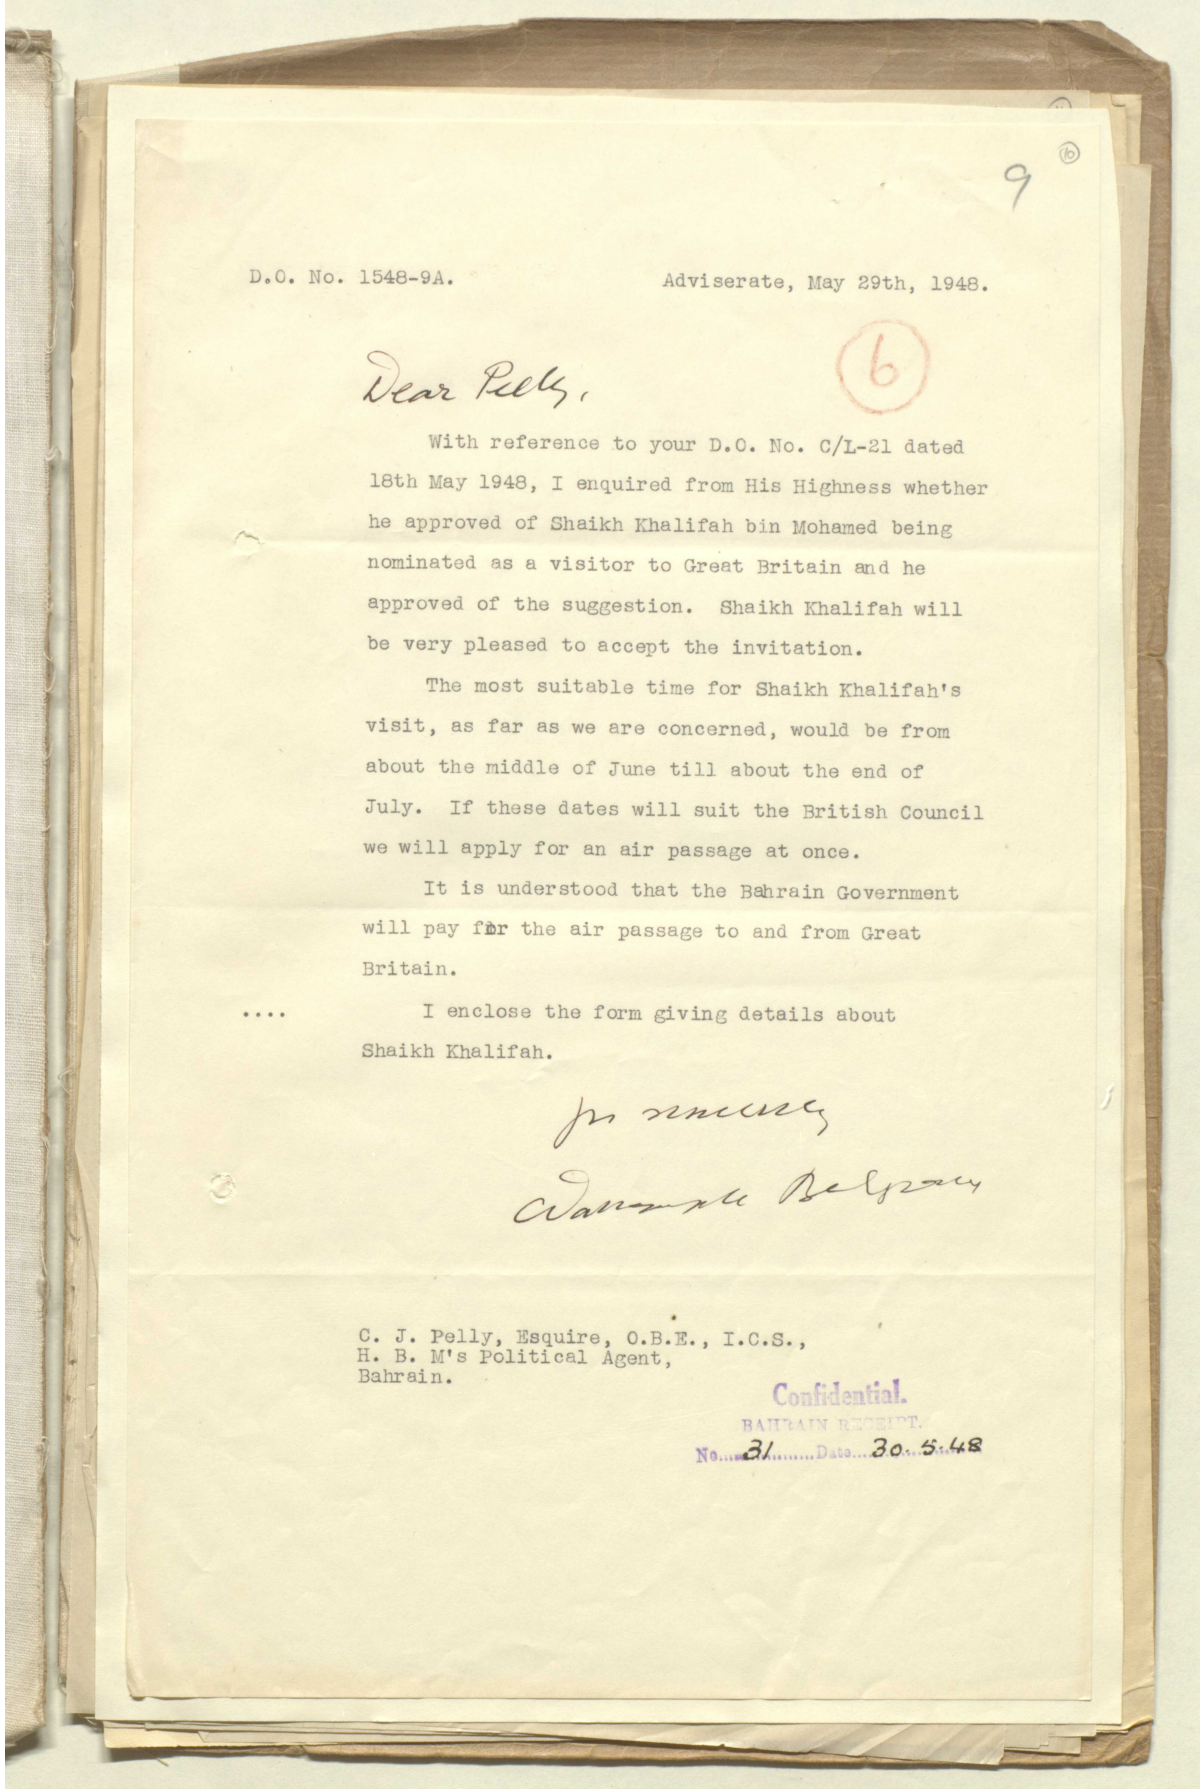 10
9
D.O. No. 1548-9A.
Adviserate, May 29th, 1948.
6
Dear Pelly,
With reference to your D.O. No. C/L-21 dated
18th May 1948, I enquired from His Highness whether
he approved of Shaikh Khalifah bin Mohamed being
nominated as a visitor to Great Britain and he
approved of the suggestion. Shaikh Khalifah will
be very pleased to accept the invitation.
The most suitable time for Shaikh Khalifah's
visit, as far as we are concerned, would be from
about the middle of June till about the end of
July. If these dates will suit the British Council
we will apply for an air passage at once.
It is understood that the Bahrain Government
will pay for the air passage to and from Great
Britain.
.... I enclose the form giving details about
Shaikh Khalifah.
yrs sincerely
Dalrymple Belgrave
C. J. Pelly, Esquire, O.B.E., I.C.S.,
H. B. M's Political Agent,
Bahrain.
Confidential.
BAHRAIN RECEIPT.
No....31..........Date...30.5.48